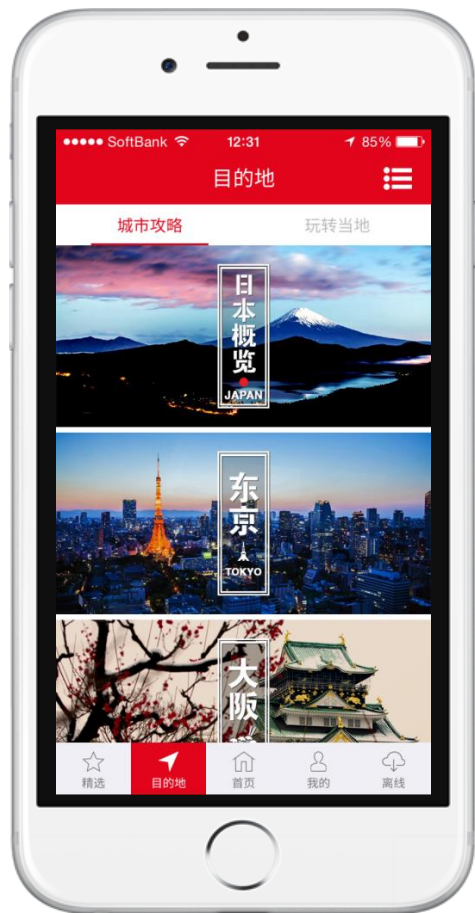 SoftBank 12:31 85%
目的地
城市攻略 玩转当地
日本概览
JAPAN
东京
TOKYO
大阪
精选 目的地 首页 我的 离线